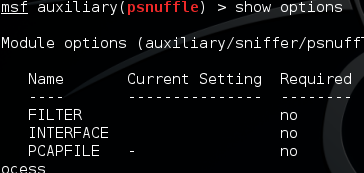 msf auxiliary(psnuffle) > show options
Module options (auxiliary/sniffer/psnuff
Name Current Setting Required
---- --------------- --------
FILTER no
INTERFACE no
PCAPFILE - no
ocess